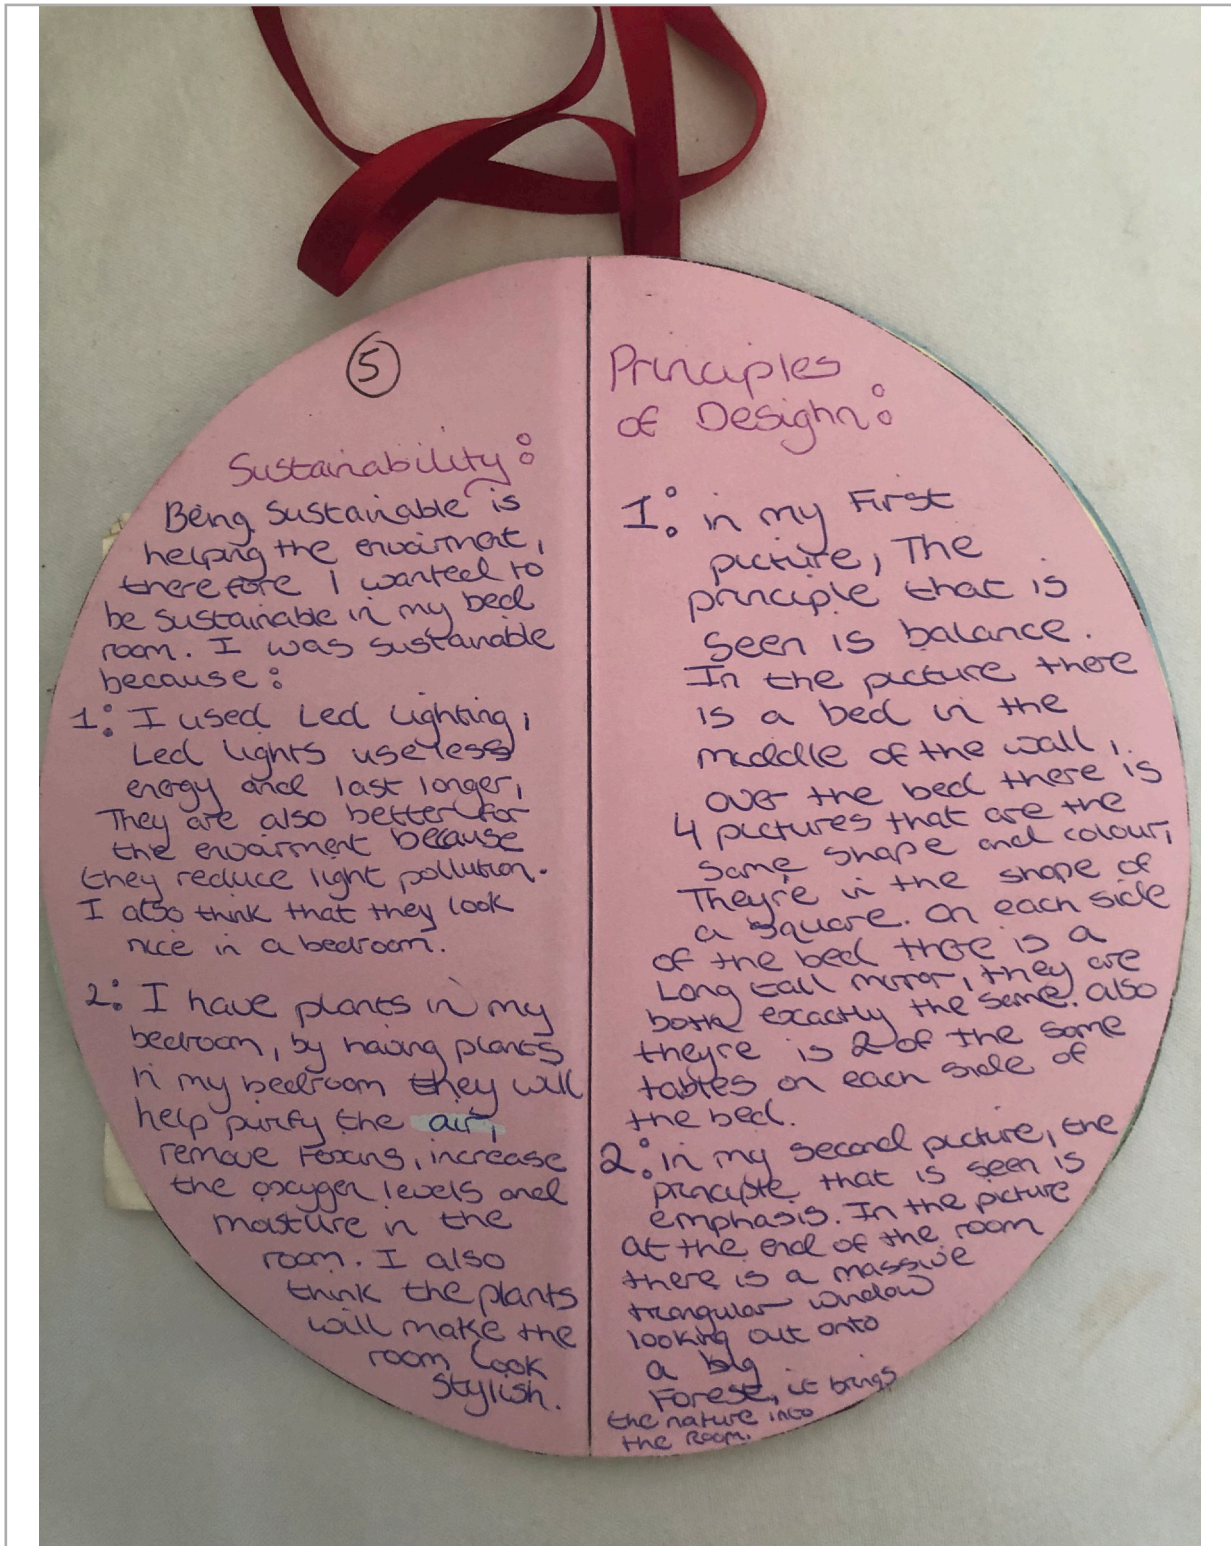 5
Sustainability:
Being Sustainable is
helping the enviorment,
therefore I wanted to
be sustainable in my bed
room. I was sustainable
because:
1: I used Led Lighting,
Led lights use less
energy and last longer,
They are also better for
the enviorment because
they reduce light pollution.
I also think that they look
nice in a bedroom.
2: I have plants in my
bedroom, by having plants
in my bedroom they will
help purify the air,
remove Foxins, increase
the oxygen levels and
moisture in the
room. I also
think the plants
will make the
room look
stylish.
Principles
of Desighn:
1: in my First
picture, The
principle that is
seen is balance.
In the picture there
is a bed in the
middle of the wall,
over the bed there is
4 pictures that are the
same shape and colour,
They're in the shape of
a square. On each side
of the bed there is a
Long tall mirror, they are
both exactly the same. also
theyre is 2 of the same
tables on each side of
the bed.
2: in my second picture, the
principle that is seen is
emphasis. In the picture
at the end of the room
there is a massive
triangular window
looking out onto
a big
Forest, it brings
the nature into
the Room.